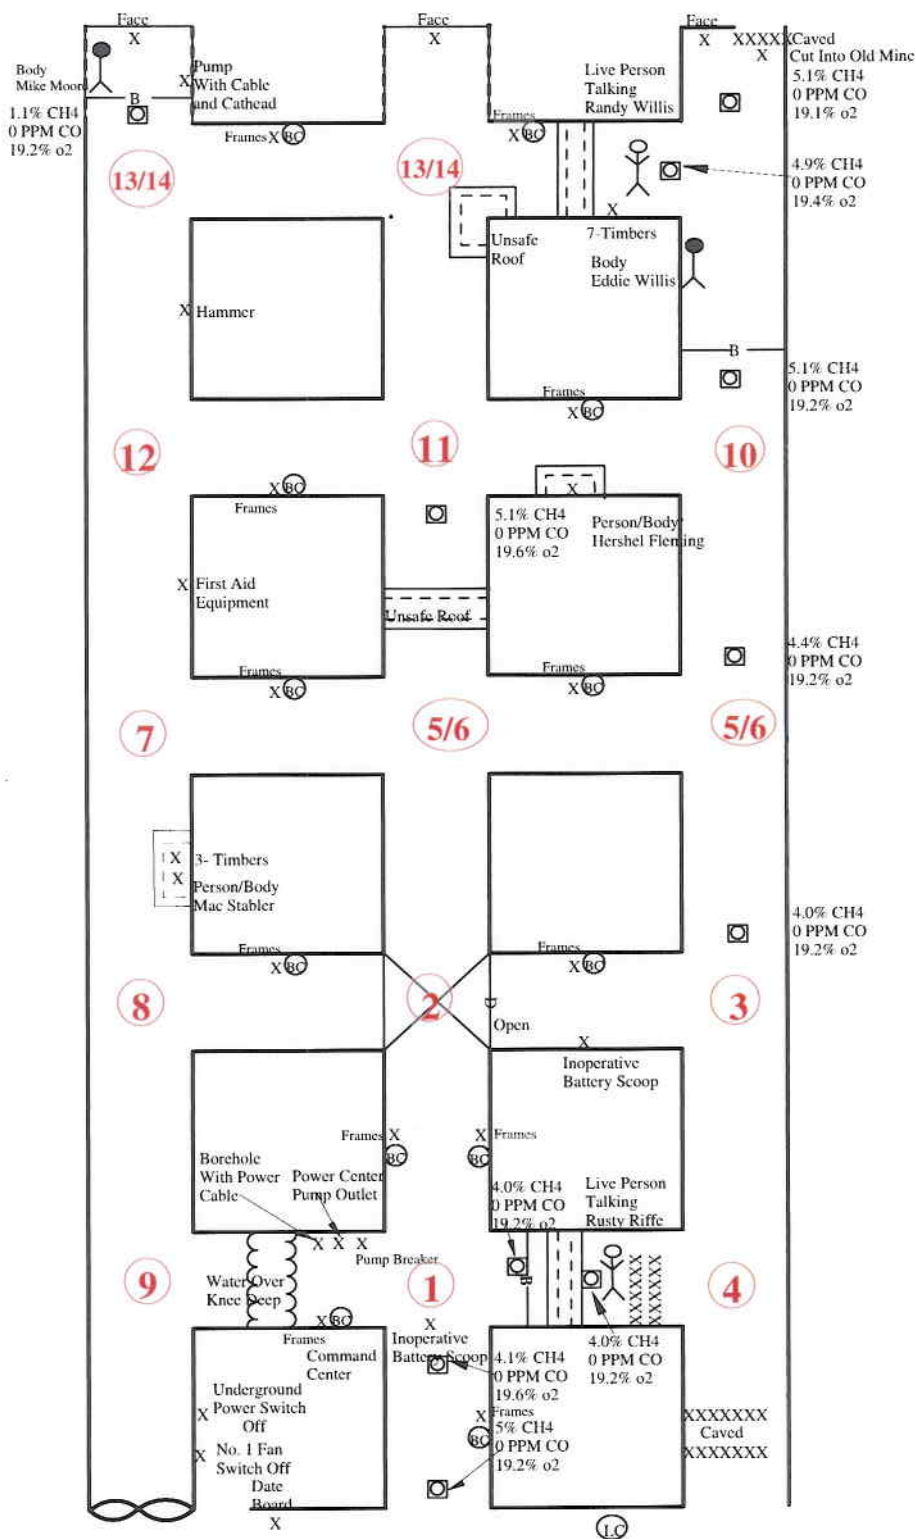 Face
Face
Face
X
X
X
XXXXX
Caved
X
Cut Into Old Mine
5.1% CH4
0 PPM CO
19.1% o2
Body
Mike Moore
1.1% CH4
0 PPM CO
19.2% o2
B
X
Pump
With Cable
and Cathead
Frames
X
BC
Live Person
Talking
Randy Willis
Frames
X
BC
4.9% CH4
0 PPM CO
19.4% o2
13/14
13/14
Unsafe
Roof
X
7-Timbers
Body
Eddie Willis
X
Hammer
B
5.1% CH4
0 PPM CO
19.2% o2
Frames
X
BC
12
11
10
X
BC
Frames
X
5.1% CH4
0 PPM CO
19.6% o2
Person/Body
Hershel Fleming
X
First Aid
Equipment
Unsafe Roof
4.4% CH4
0 PPM CO
19.2% o2
Frames
X
BC
Frames
X
BC
7
5/6
5/6
X
3- Timbers
X
Person/Body
Mac Stabler
4.0% CH4
0 PPM CO
19.2% o2
Frames
X
BC
Frames
X
BC
8
2
3
D
Open
X
Inoperative
Battery Scoop
Frames
X
BC
X
Frames
BC
Borehole
With Power
Cable
Power Center
Pump Outlet
4.0% CH4
0 PPM CO
19.2% o2
Live Person
Talking
Rusty Riffe
X X X
Pump Breaker
Water Over
Knee Deep
B
XXXXXX
XXXXXX
9
1
4
X
BC
Frames
Command
Center
X
Inoperative
Battery Scoop
4.1% CH4
0 PPM CO
19.6% o2
4.0% CH4
0 PPM CO
19.2% o2
Underground
Power Switch
Off
X
X
No. 1 Fan
Switch Off
Date
Board
X
X
Frames
BC
5% CH4
0 PPM CO
19.2% o2
XXXXXXX
Caved
XXXXXXX
I.C